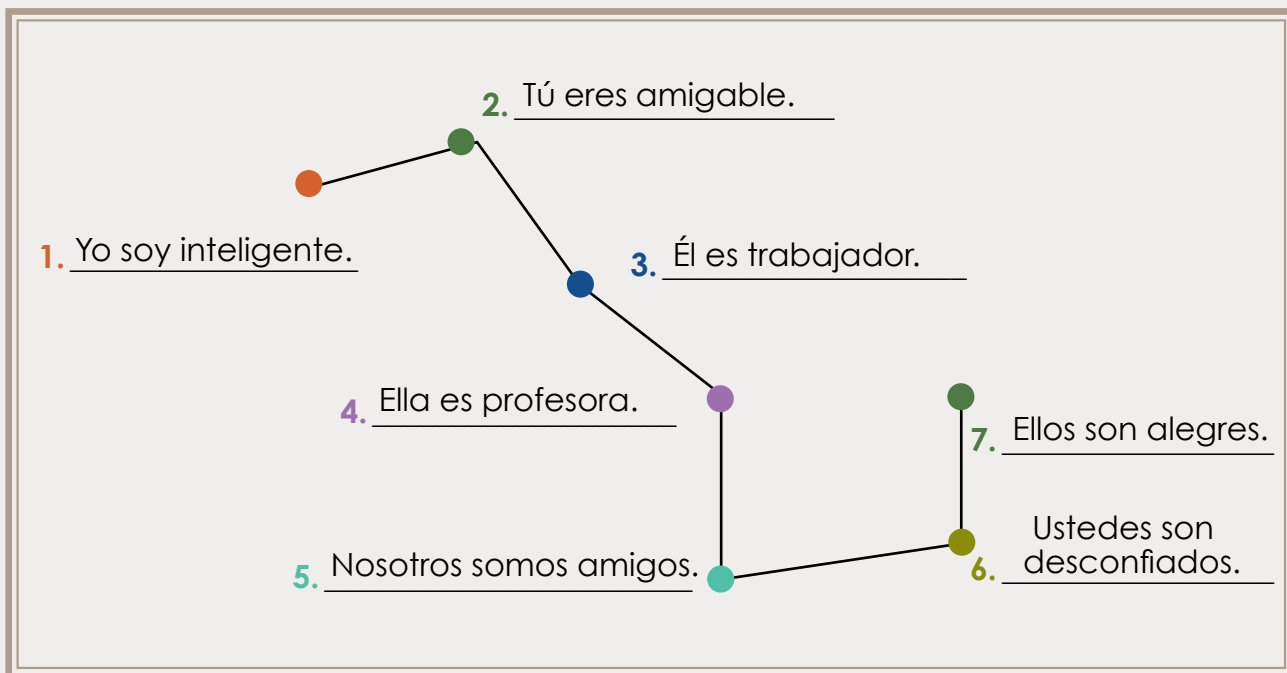 2. Tú eres amigable.
1. Yo soy inteligente.
3. Él es trabajador.
4. Ella es profesora.
7. Ellos son alegres.
5. Nosotros somos amigos.
6. Ustedes son
desconfiados.